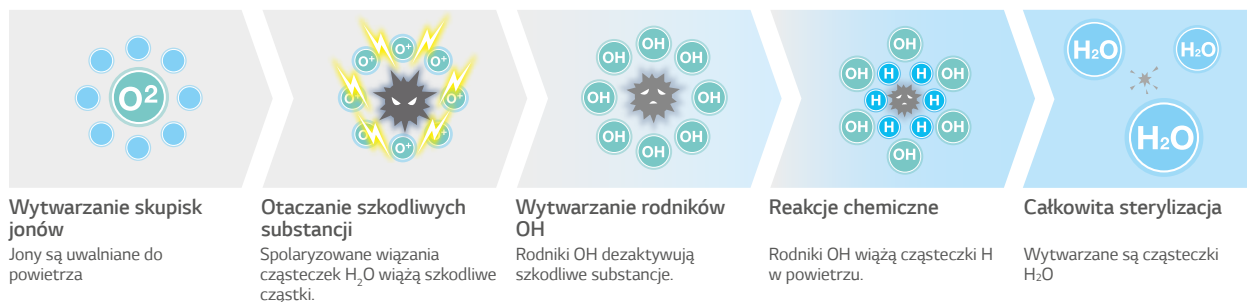 O²
O⁺ O⁺ O⁺
O⁺ O⁺
O⁺ O⁺ O⁺
OH
OH OH
OH OH
OH OH
OH
OH
OH H H OH
H H
OH H H OH
OH
H₂O H₂O
H₂O
Wytwarzanie skupisk
jonów
Jony są uwalniane do
powietrza
Otaczanie szkodliwych
substancji
Spolaryzowane wiązania
cząsteczek H₂O wiążą szkodliwe
cząstki.
Wytwarzanie rodników
OH
Rodniki OH dezaktywują
szkodliwe substancje.
Reakcje chemiczne
Rodniki OH wiążą cząsteczki H
w powietrzu.
Całkowita sterylizacja
Wytwarzane są cząsteczki
H₂O